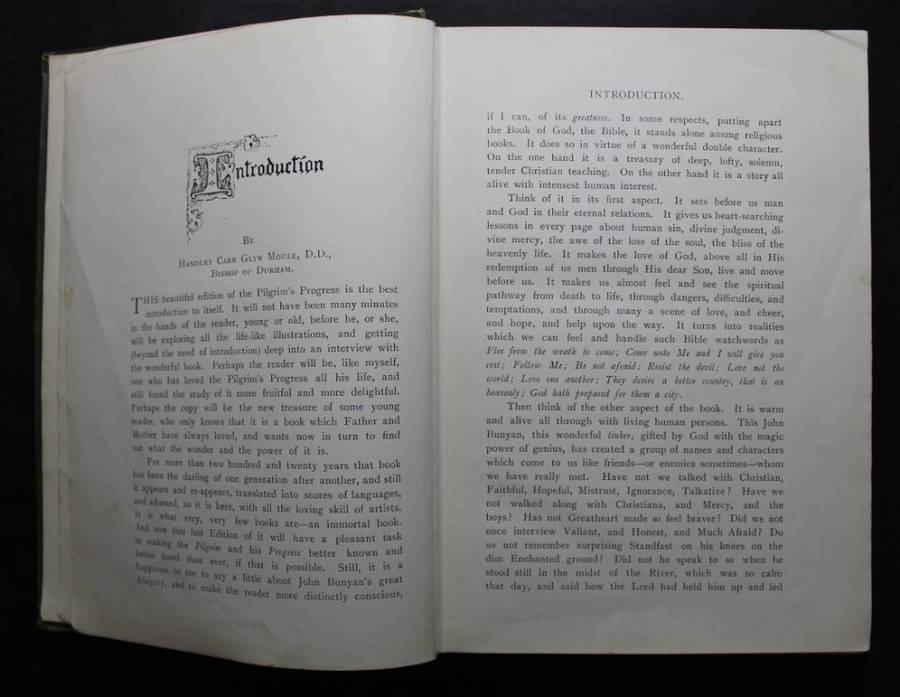 Introduction
By
Handley Carr Glyn Moule, D.D.,
Bishop of Durham.
THIS beautiful edition of the Pilgrim's Progress is the best
introduction to itself. It will not have been many minutes
in the hands of the reader, young or old, before he, or she,
will be exploring all the life-like illustrations, and getting
(beyond the need of introduction) deep into an interview with
the wonderful book. Perhaps the reader will be, like myself,
one who has loved the Pilgrim's Progress all his life, and
still found the study of it more fruitful and more delightful.
Perhaps the copy will be the new treasure of some young
reader, who only knows that it is a book which Father and
Mother have always loved, and wants now in turn to find
out what the wonder and the power of it is.
For more than two hundred and twenty years that book
has been the darling of one generation after another, and still
it appears and re-appears, translated into scores of languages,
and adorned, as it is here, with all the loving skill of artists.
It is what very, very few books are—an immortal book.
And now this last Edition of it will have a pleasant task
in making the Pilgrim and his Progress better known and
better loved than ever, if that is possible. Still, it is a
happiness to me to say a little about John Bunyan's great
Allegory, and to make the reader more distinctly conscious,
INTRODUCTION.
if I can, of its greatness. In some respects, putting apart
the Book of God, the Bible, it stands alone among religious
books. It does so in virtue of a wonderful double character.
On the one hand it is a treasury of deep, lofty, solemn,
tender Christian teaching. On the other hand it is a story all
alive with intensest human interest.
Think of it in its first aspect. It sets before us man
and God in their eternal relations. It gives us heart-searching
lessons in every page about human sin, divine judgment, di-
vine mercy, the awe of the loss of the soul, the bliss of the
heavenly life. It makes the love of God, above all in His
redemption of us men through His dear Son, live and move
before us. It makes us almost feel and see the spiritual
pathway from death to life, through dangers, difficulties, and
temptations, and through many a scene of love, and cheer,
and hope, and help upon the way. It turns into realities
which we can feel and handle such Bible watchwords as
Flee from the wrath to come; Come unto Me and I will give you
rest; Follow Me; Be not afraid; Resist the devil; Love not the
world; Love one another; They desire a better country, that is an
heavenly; God hath prepared for them a city.
Then think of the other aspect of the book. It is warm
and alive all through with living human persons. This John
Bunyan, this wonderful tinker, gifted by God with the magic
power of genius, has created a group of names and characters
which come to us like friends—or enemies sometimes—whom
we have really met. Have not we talked with Christian,
Faithful, Hopeful, Mistrust, Ignorance, Talkative? Have we
not walked along with Christiana, and Mercy, and the
boys? Has not Greatheart made us feel braver? Did we not
once interview Valiant, and Honest, and Much Afraid? Do
we not remember surprising Standfast on his knees on the
dim Enchanted ground? Did not he speak to us when he
stood still in the midst of the River, which was so calm
that day, and said how the Lord had held him up and led